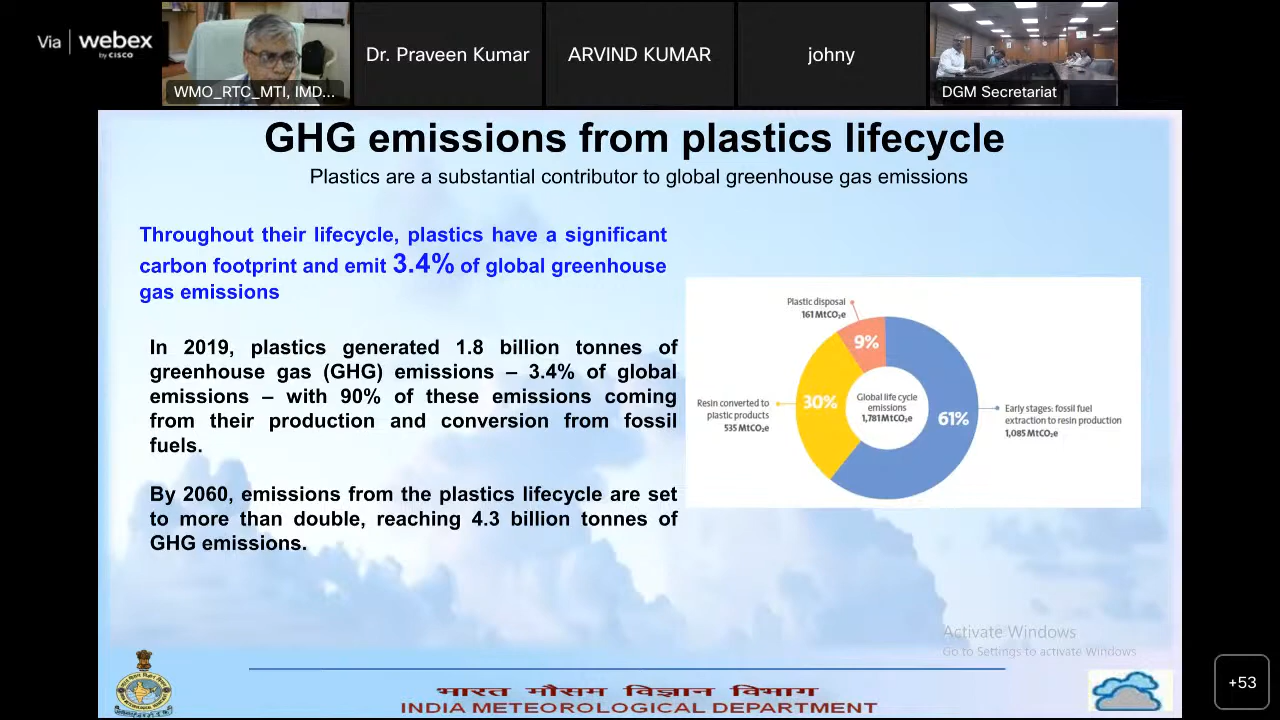 Via webex
by CISCO
WMO_RTC_MTI, IMD...
Dr. Praveen Kumar
ARVIND KUMAR
johny
DGM Secretariat
GHG emissions from plastics lifecycle
Plastics are a substantial contributor to global greenhouse gas emissions
Throughout their lifecycle, plastics have a significant
carbon footprint and emit 3.4% of global greenhouse
gas emissions
In 2019, plastics generated 1.8 billion tonnes of
greenhouse gas (GHG) emissions – 3.4% of global
emissions – with 90% of these emissions coming
from their production and conversion from fossil
fuels.
By 2060, emissions from the plastics lifecycle are set
to more than double, reaching 4.3 billion tonnes of
GHG emissions.
Plastic disposal
161 MtCO₂e
9%
Resin converted to
plastic products
535 MtCO₂e
30%
Global life cycle
emissions
1,781 MtCO₂e
61%
Early stages: fossil fuel
extraction to resin production
1,085 MtCO₂e
Activate Windows
Go to Settings to activate Windows
भारत मौसम विज्ञान विभाग
INDIA METEOROLOGICAL DEPARTMENT
+53